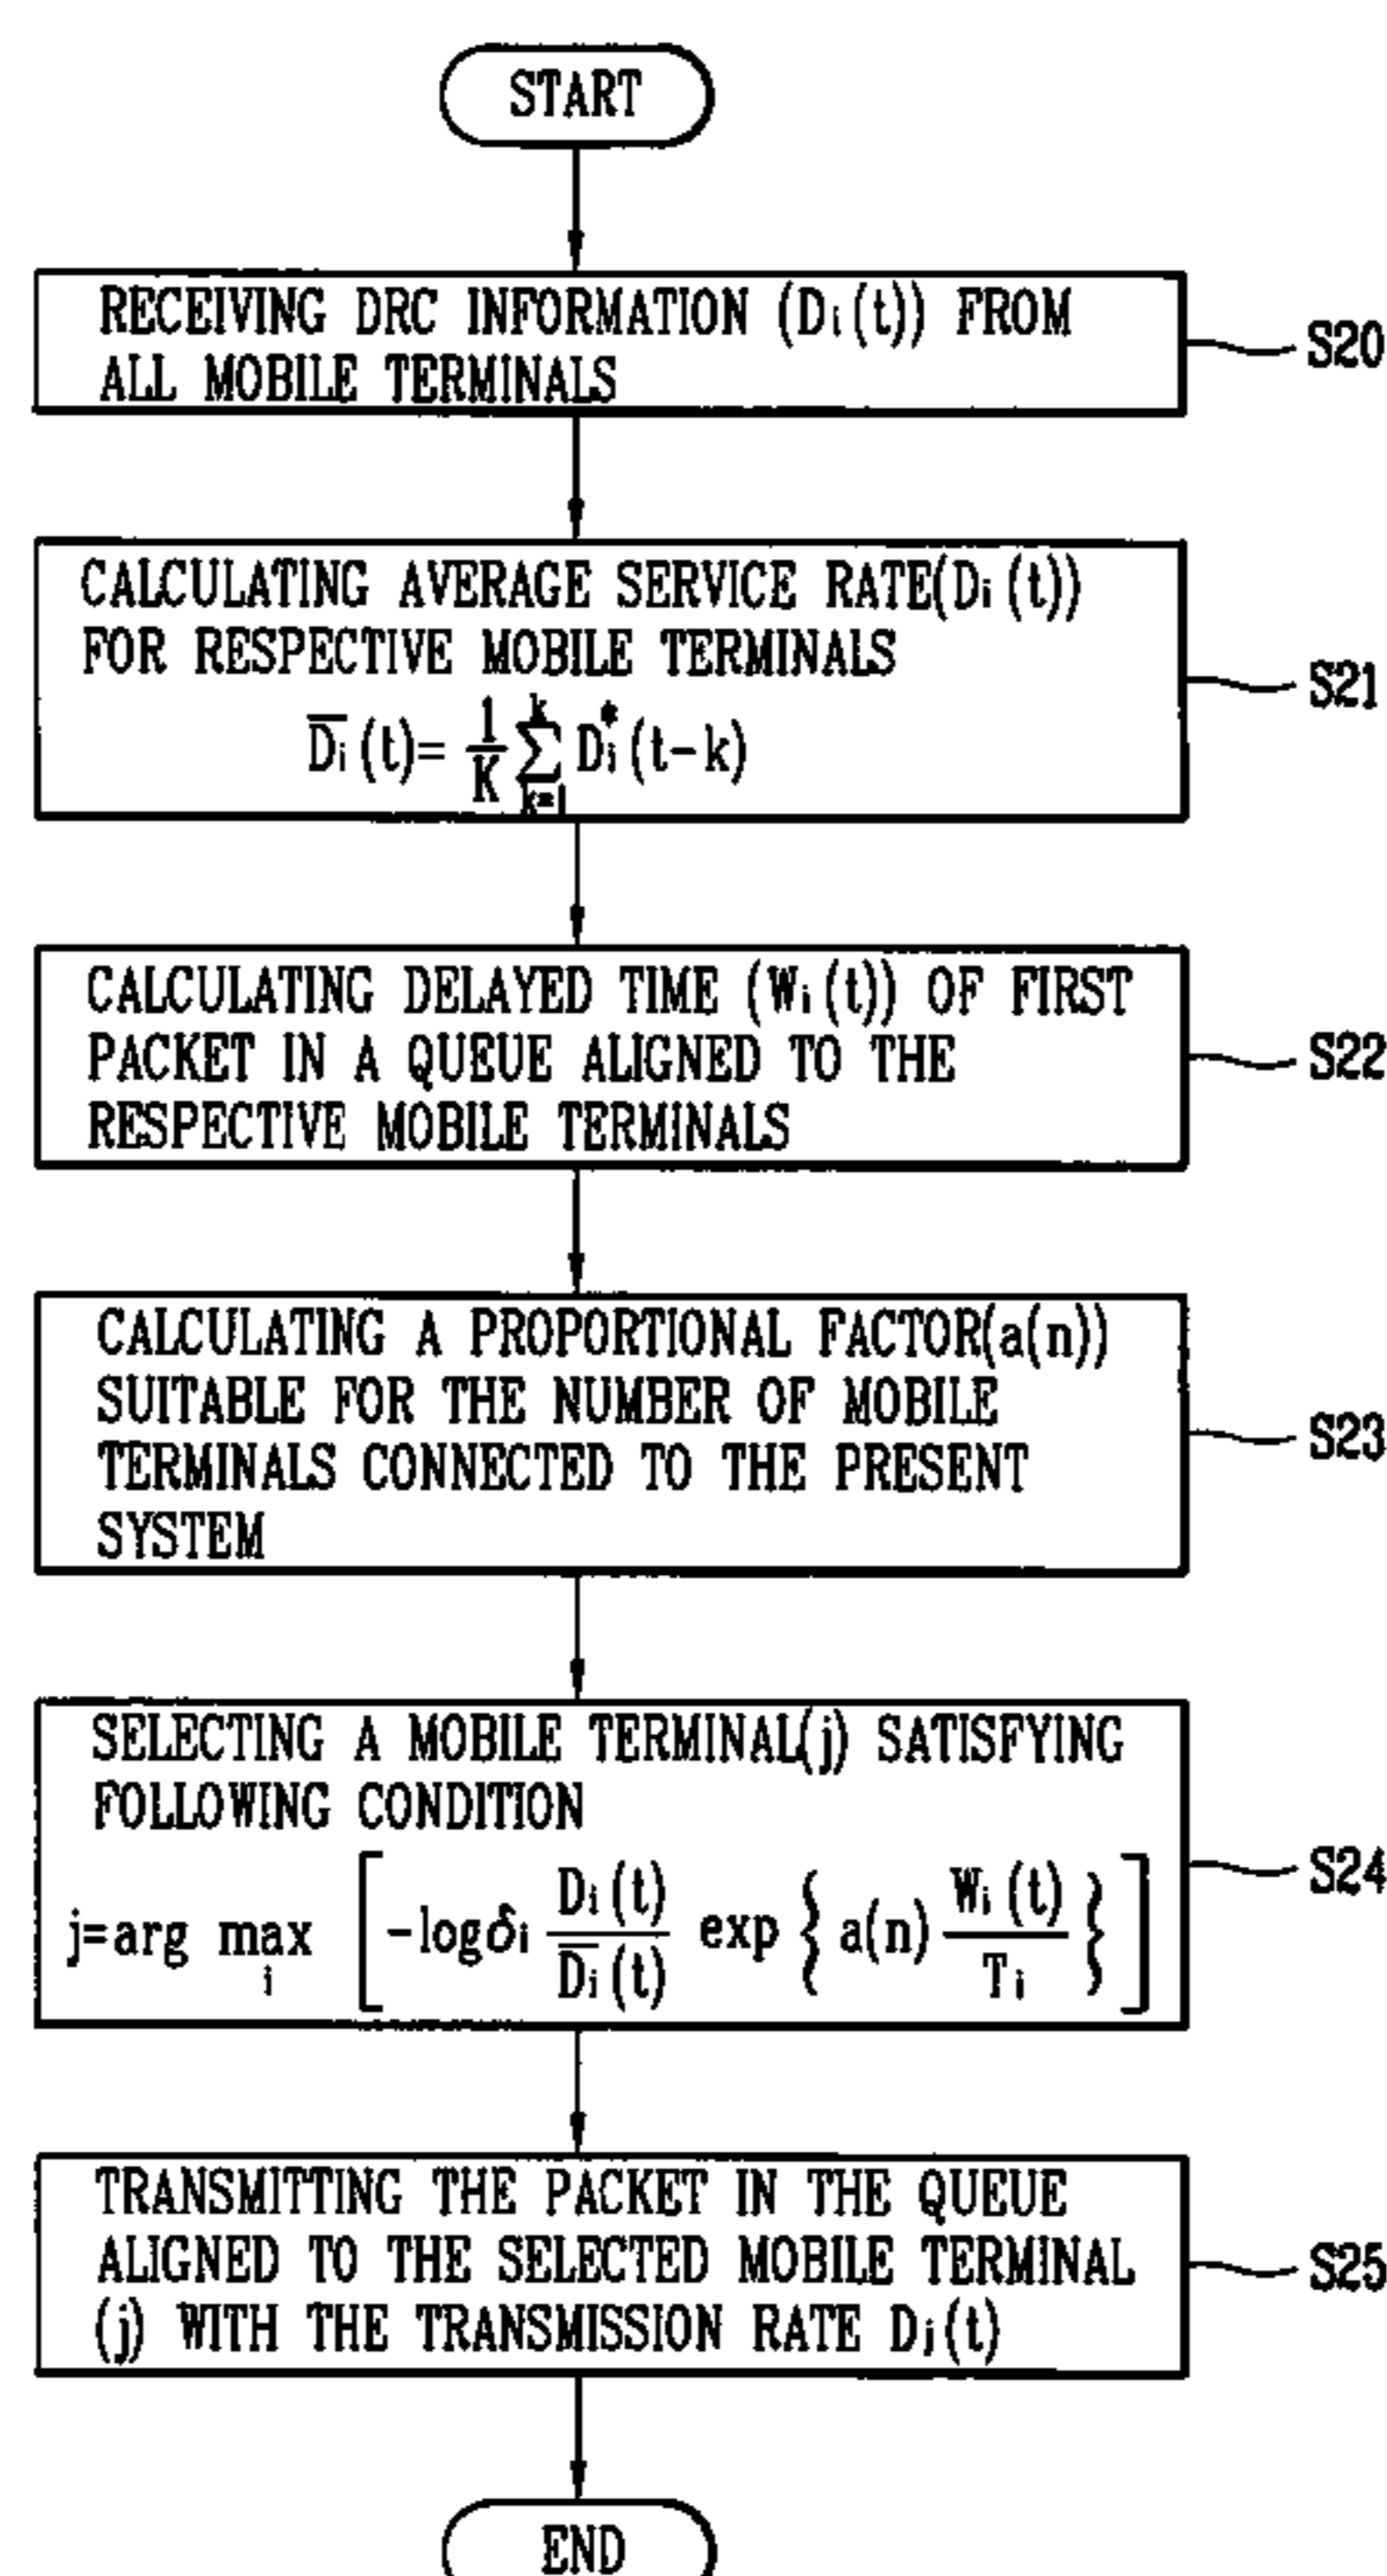 START
RECEIVING DRC INFORMATION (Di(t)) FROM
ALL MOBILE TERMINALS
S20
CALCULATING AVERAGE SERVICE RATE(Di(t))
FOR RESPECTIVE MOBILE TERMINALS
D̅i(t)= 1/K ∑_{k=1}^{k} D*i(t-k)
S21
CALCULATING DELAYED TIME (Wi(t)) OF FIRST
PACKET IN A QUEUE ALIGNED TO THE
RESPECTIVE MOBILE TERMINALS
S22
CALCULATING A PROPORTIONAL FACTOR(a(n))
SUITABLE FOR THE NUMBER OF MOBILE
TERMINALS CONNECTED TO THE PRESENT
SYSTEM
S23
SELECTING A MOBILE TERMINAL(j) SATISFYING
FOLLOWING CONDITION
j=arg max_i [-logδi Di(t)/D̅i(t) exp{a(n) Wi(t)/Ti}]
S24
TRANSMITTING THE PACKET IN THE QUEUE
ALIGNED TO THE SELECTED MOBILE TERMINAL
(j) WITH THE TRANSMISSION RATE Dj(t)
S25
END